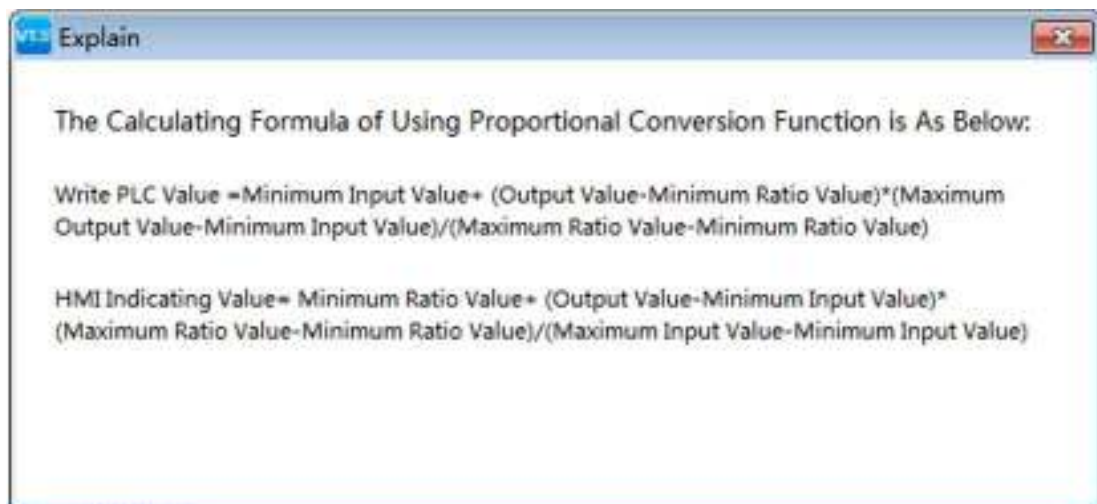 V1.5 Explain
The Calculating Formula of Using Proportional Conversion Function is As Below:
Write PLC Value =Minimum Input Value+ (Output Value-Minimum Ratio Value)*(Maximum
Output Value-Minimum Input Value)/(Maximum Ratio Value-Minimum Ratio Value)
HMI Indicating Value= Minimum Ratio Value+ (Output Value-Minimum Input Value)*
(Maximum Ratio Value-Minimum Ratio Value)/(Maximum Input Value-Minimum Input Value)